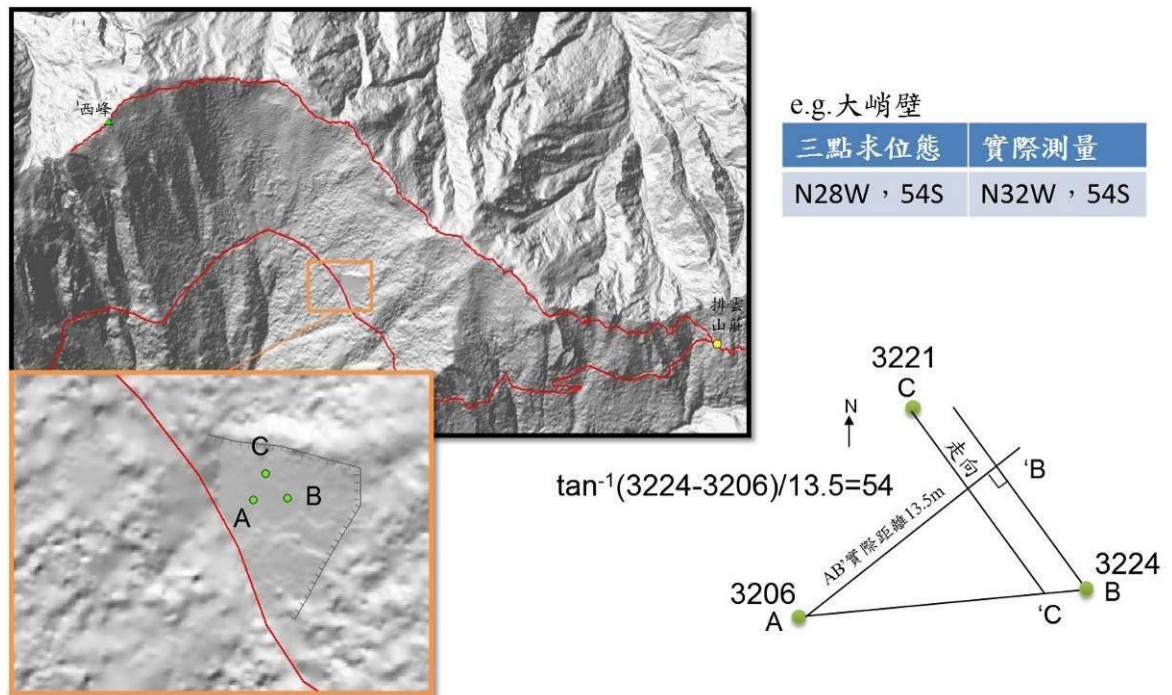 西峰
排雲
山莊
C
A
B
e.g.大峭壁
三點求位態 實際測量
N28W，54S N32W，54S
3221
C
N
走向
'B
tan-1(3224-3206)/13.5=54
AB'實際距離13.5m
3206
A
3224
B
'C